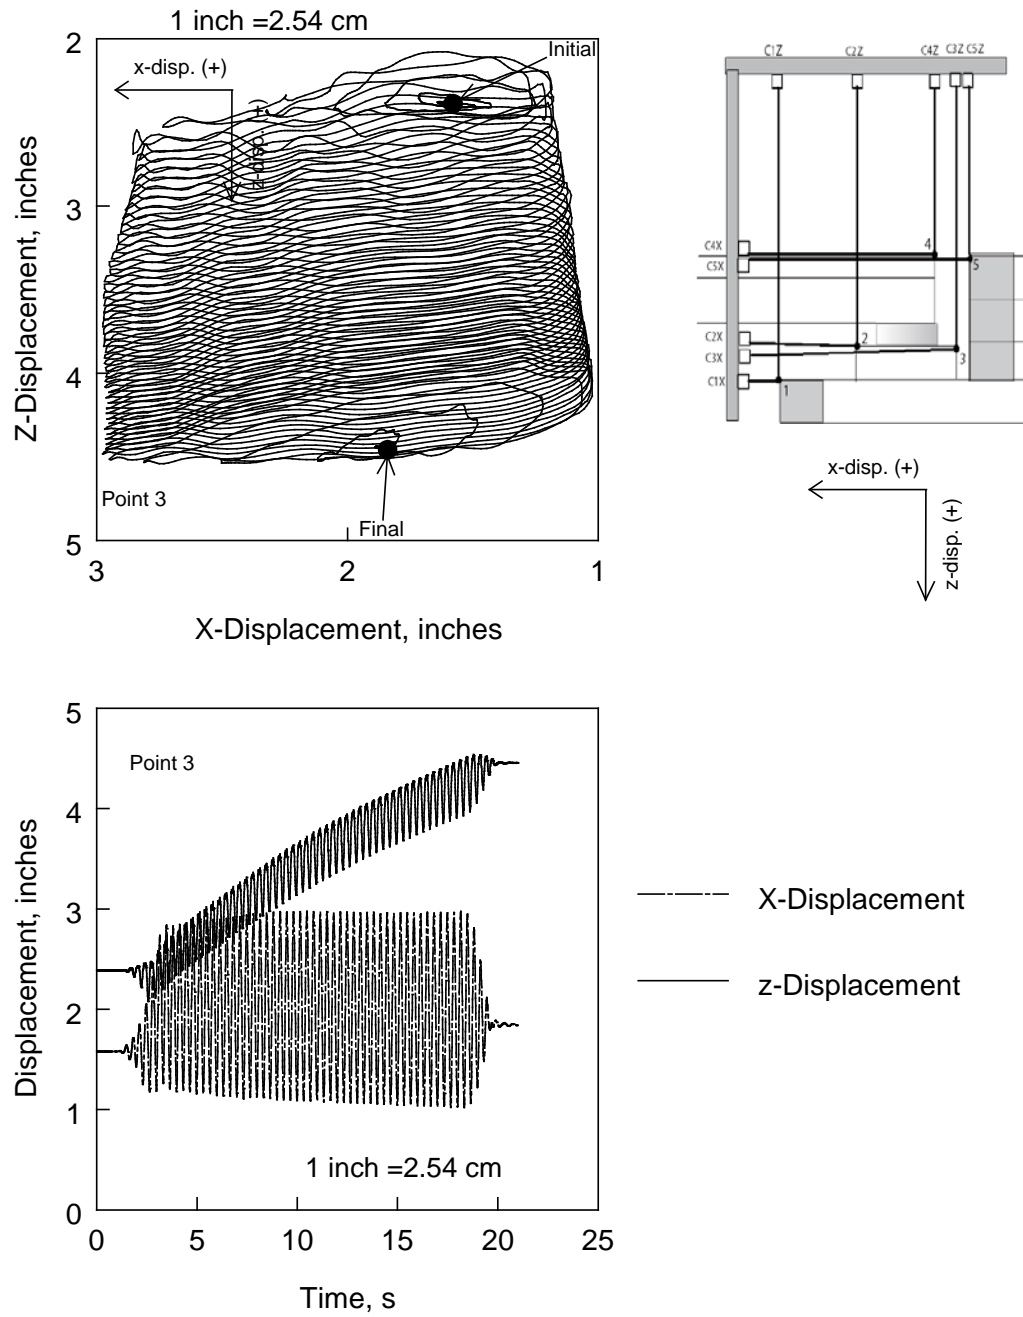 1 inch =2.54 cm
2
3
4
5
3
2
1
Z-Displacement, inches
X-Displacement, inches
x-disp. (+)
z-disp. (+)
Initial
Point 3
Final
C1Z
C2Z
C4Z
C3Z
C5Z
C4X
C5X
C2X
C3X
C1X
4
5
2
3
1
x-disp. (+)
z-disp. (+)
5
4
3
2
1
0
0
5
10
15
20
25
Displacement, inches
Time, s
Point 3
1 inch =2.54 cm
X-Displacement
z-Displacement